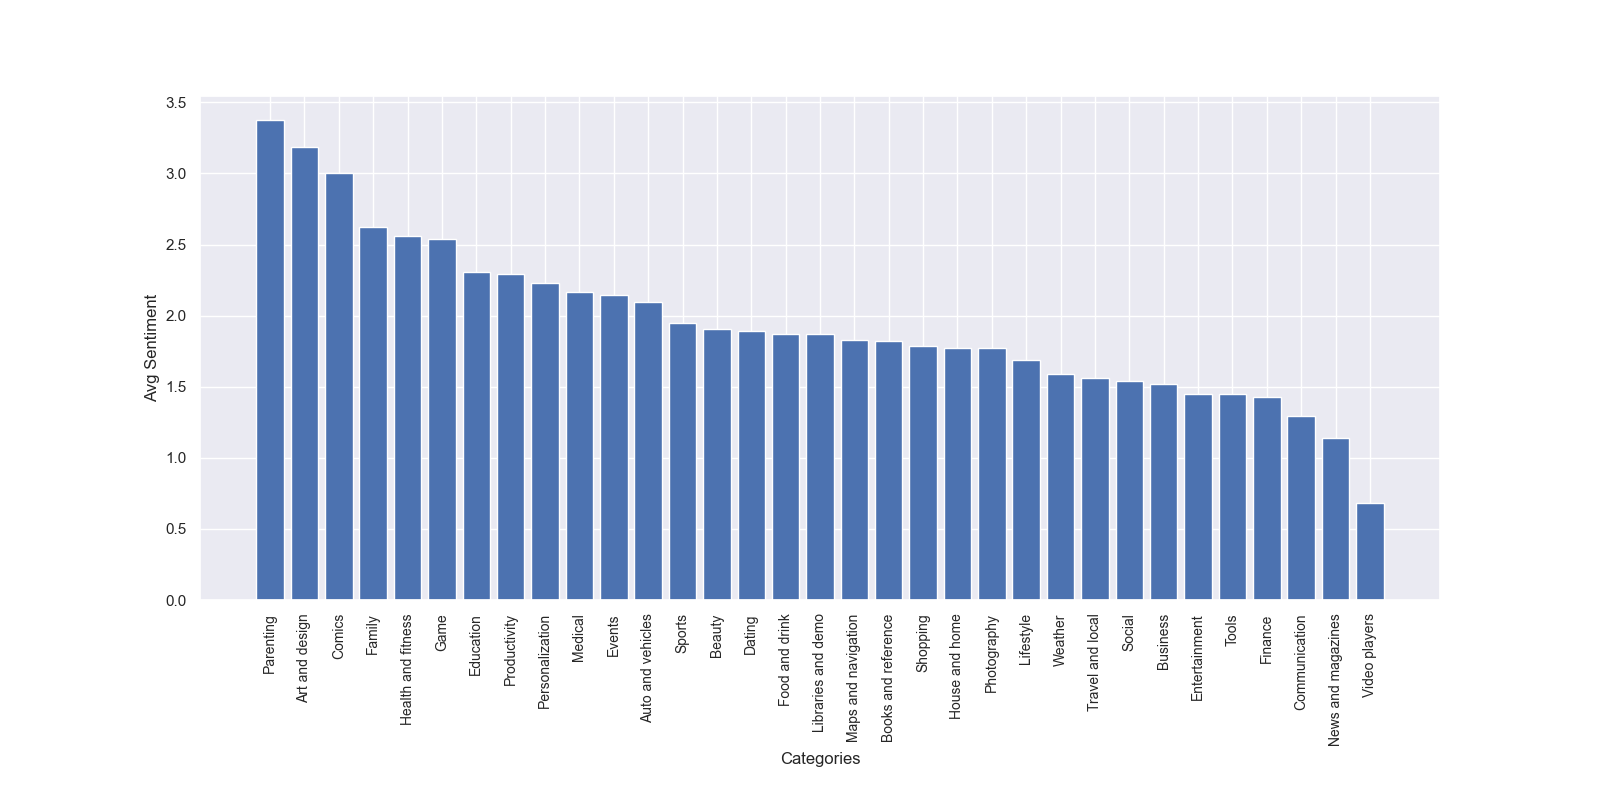 3.5
3.0
2.5
2.0
1.5
1.0
0.5
0.0
Avg Sentiment
Parenting
Art and design
Comics
Family
Health and fitness
Game
Education
Productivity
Personalization
Medical
Events
Auto and vehicles
Sports
Beauty
Dating
Food and drink
Libraries and demo
Maps and navigation
Books and reference
Shopping
House and home
Photography
Lifestyle
Weather
Travel and local
Social
Business
Entertainment
Tools
Finance
Communication
News and magazines
Video players
Categories